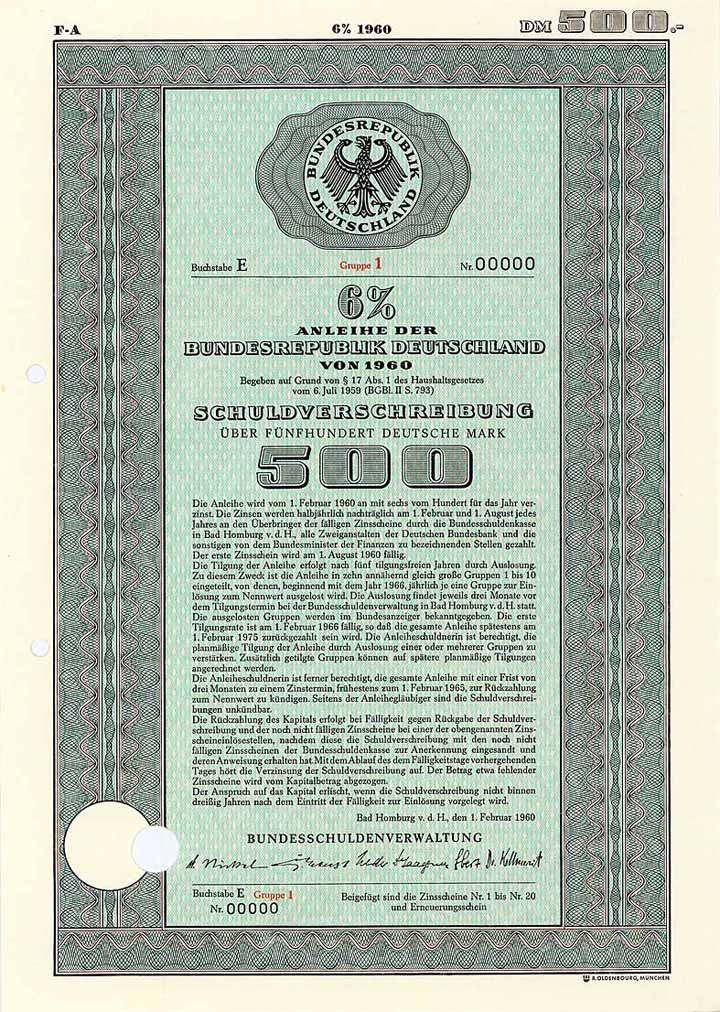 F-A 6% 1960 DM 500.-
BUNDESREPUBLIK
DEUTSCHLAND
Buchstabe E Gruppe 1 Nr. 00000
6%
ANLEIHE DER
BUNDESREPUBLIK DEUTSCHLAND
VON 1960
Begeben auf Grund von § 17 Abs. 1 des Haushaltsgesetzes
vom 6. Juli 1959 (BGBl. II S. 793)
SCHULDVERSCHREIBUNG
ÜBER FÜNFHUNDERT DEUTSCHE MARK
500
Die Anleihe wird vom 1. Februar 1960 an mit sechs vom Hundert für das Jahr ver-
zinst. Die Zinsen werden halbjährlich nachträglich am 1. Februar und 1. August jedes
Jahres an den Überbringer der fälligen Zinsscheine durch die Bundesschuldenkasse
in Bad Homburg v. d. H., alle Zweiganstalten der Deutschen Bundesbank und die
sonstigen von dem Bundesminister der Finanzen zu bezeichnenden Stellen gezahlt.
Der erste Zinsschein wird am 1. August 1960 fällig.
Die Tilgung der Anleihe erfolgt nach fünf tilgungsfreien Jahren durch Auslosung.
Zu diesem Zweck ist die Anleihe in zehn annähernd gleich große Gruppen 1 bis 10
eingeteilt, von denen, beginnend mit dem Jahr 1966, jährlich je eine Gruppe zur Ein-
lösung zum Nennwert ausgelost wird. Die Auslosung findet jeweils drei Monate vor
dem Tilgungstermin bei der Bundesschuldenverwaltung in Bad Homburg v. d. H. statt.
Die ausgelosten Gruppen werden im Bundesanzeiger bekanntgegeben. Die erste
Tilgungsrate ist am 1. Februar 1966 fällig, so daß die gesamte Anleihe spätestens am
1. Februar 1975 zurückgezahlt sein wird. Die Anleiheschuldnerin ist berechtigt, die
planmäßige Tilgung der Anleihe durch Auslosung einer oder mehrerer Gruppen zu
verstärken. Zusätzlich getilgte Gruppen können auf spätere planmäßige Tilgungen
angerechnet werden.
Die Anleiheschuldnerin ist ferner berechtigt, die gesamte Anleihe mit einer Frist von
drei Monaten zu einem Zinstermin, frühestens zum 1. Februar 1965, zur Rückzahlung
zum Nennwert zu kündigen. Seitens der Anleihegläubiger sind die Schuldverschrei-
bungen unkündbar.
Die Rückzahlung des Kapitals erfolgt bei Fälligkeit gegen Rückgabe der Schuldver-
schreibung und der noch nicht fälligen Zinsscheine bei einer der obengenannten Zins-
scheineinlösestellen, nachdem diese die Schuldverschreibung mit den noch nicht
fälligen Zinsscheinen der Bundesschuldenkasse zur Anerkennung eingesandt und
deren Anweisung erhalten hat. Mit dem Ablauf des dem Fälligkeitstage vorhergehenden
Tages hört die Verzinsung der Schuldverschreibung auf. Der Betrag etwa fehlender
Zinsscheine wird vom Kapitalbetrag abgezogen.
Der Anspruch auf das Kapital erlischt, wenn die Schuldverschreibung nicht binnen
dreißig Jahren nach dem Eintritt der Fälligkeit zur Einlösung vorgelegt wird.
Bad Homburg v. d. H., den 1. Februar 1960
BUNDESSCHULDENVERWALTUNG
Buchstabe E Gruppe 1 Beigefügt sind die Zinsscheine Nr. 1 bis Nr. 20
Nr. 00000 und Erneuerungsschein
R. OLDENBOURG, MÜNCHEN